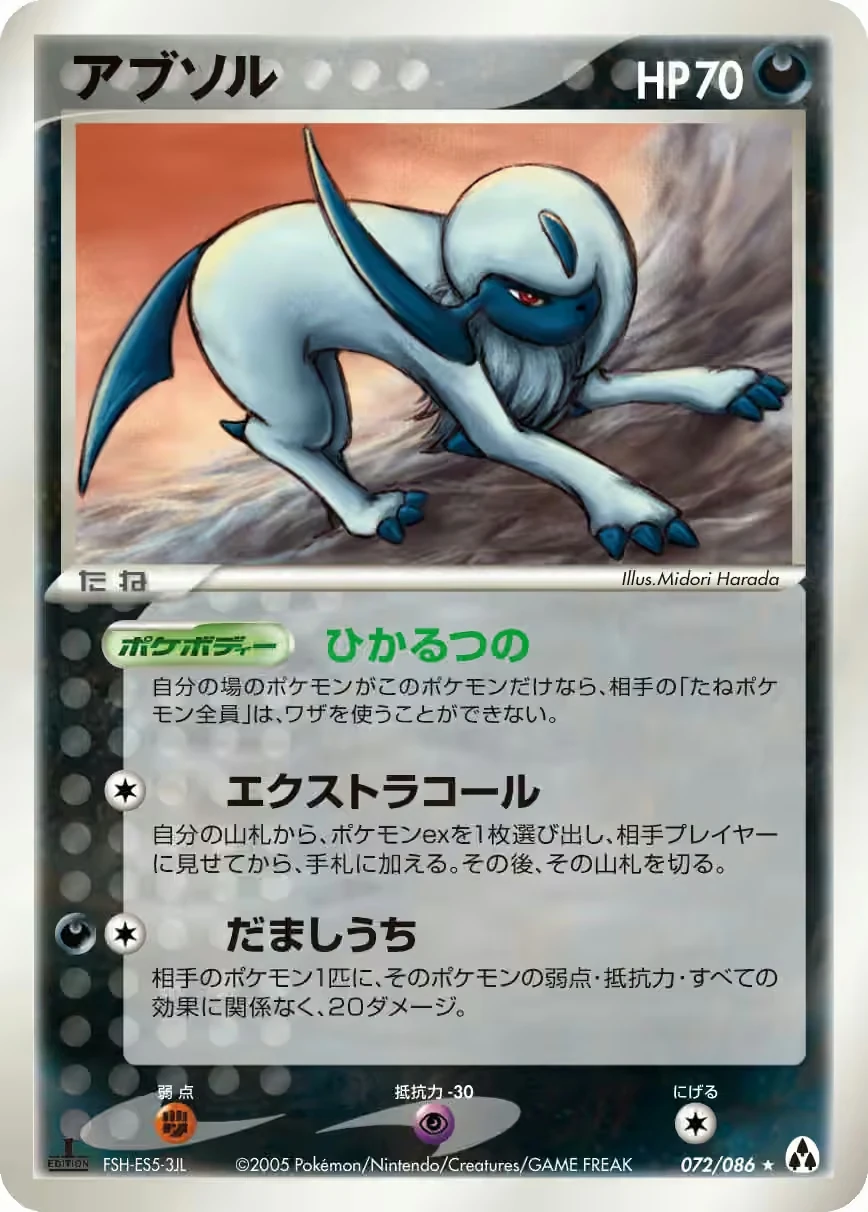 アブソル
HP70
たね
Illus.Midori Harada
ポケボディー ひかるつの
自分の場のポケモンがこのポケモンだけなら、相手の「たねポケ
モン全員」は、ワザを使うことができない。
エクストラコール
自分の山札から、ポケモンexを1枚選び出し、相手プレイヤー
に見せてから、手札に加える。その後、その山札を切る。
だましうち
相手のポケモン1匹に、そのポケモンの弱点・抵抗力・すべての
効果に関係なく、20ダメージ。
弱点 抵抗力 -30 にげる
1 EDITION FSH-ES5-3JL ©2005 Pokémon/Nintendo/Creatures/GAME FREAK 072/086 ★